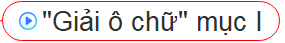 "Giải ô chữ" mục I